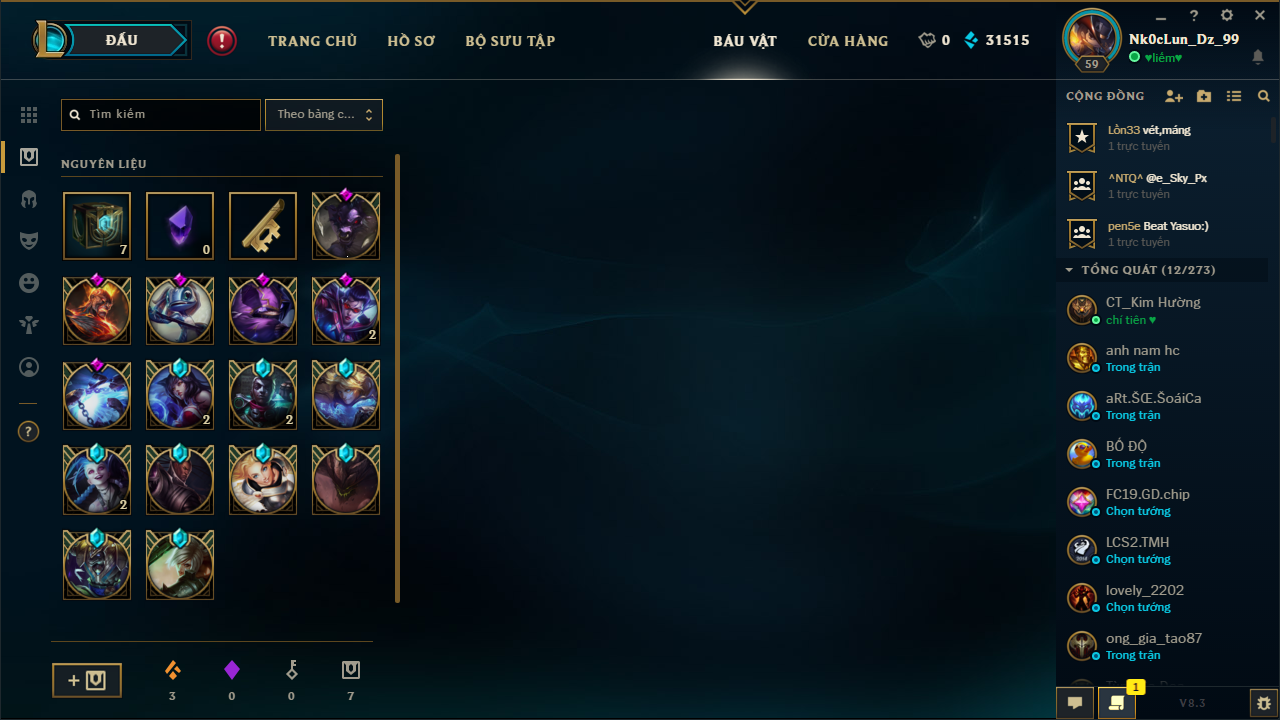 ĐẤU
TRANG CHỦ
HỒ SƠ
BỘ SƯU TẬP
BÁU VẬT
CỬA HÀNG
0
31515
59
Nk0cLun_Dz_99
♥liềm♥
Tìm kiếm
Theo bảng c...
CỘNG ĐỒNG
NGUYÊN LIỆU
7
0
2
2
2
2
Lồn33 vét,máng
1 trực tuyến
^NTQ^ @e_Sky_Px
1 trực tuyến
pen5e Beat Yasuo:)
1 trực tuyến
TỔNG QUÁT (12/273)
CT_Kim Hường
chí tiên ♥
anh nam hc
Trong trận
aRt.ŠŒ.ŠoáiCa
Trong trận
BỐ ĐỘ
Trong trận
FC19.GD.chip
Chọn tướng
LCS2.TMH
Chọn tướng
lovely_2202
Chọn tướng
ong_gia_tao87
Trong trận
3
0
0
7
1
V8.3